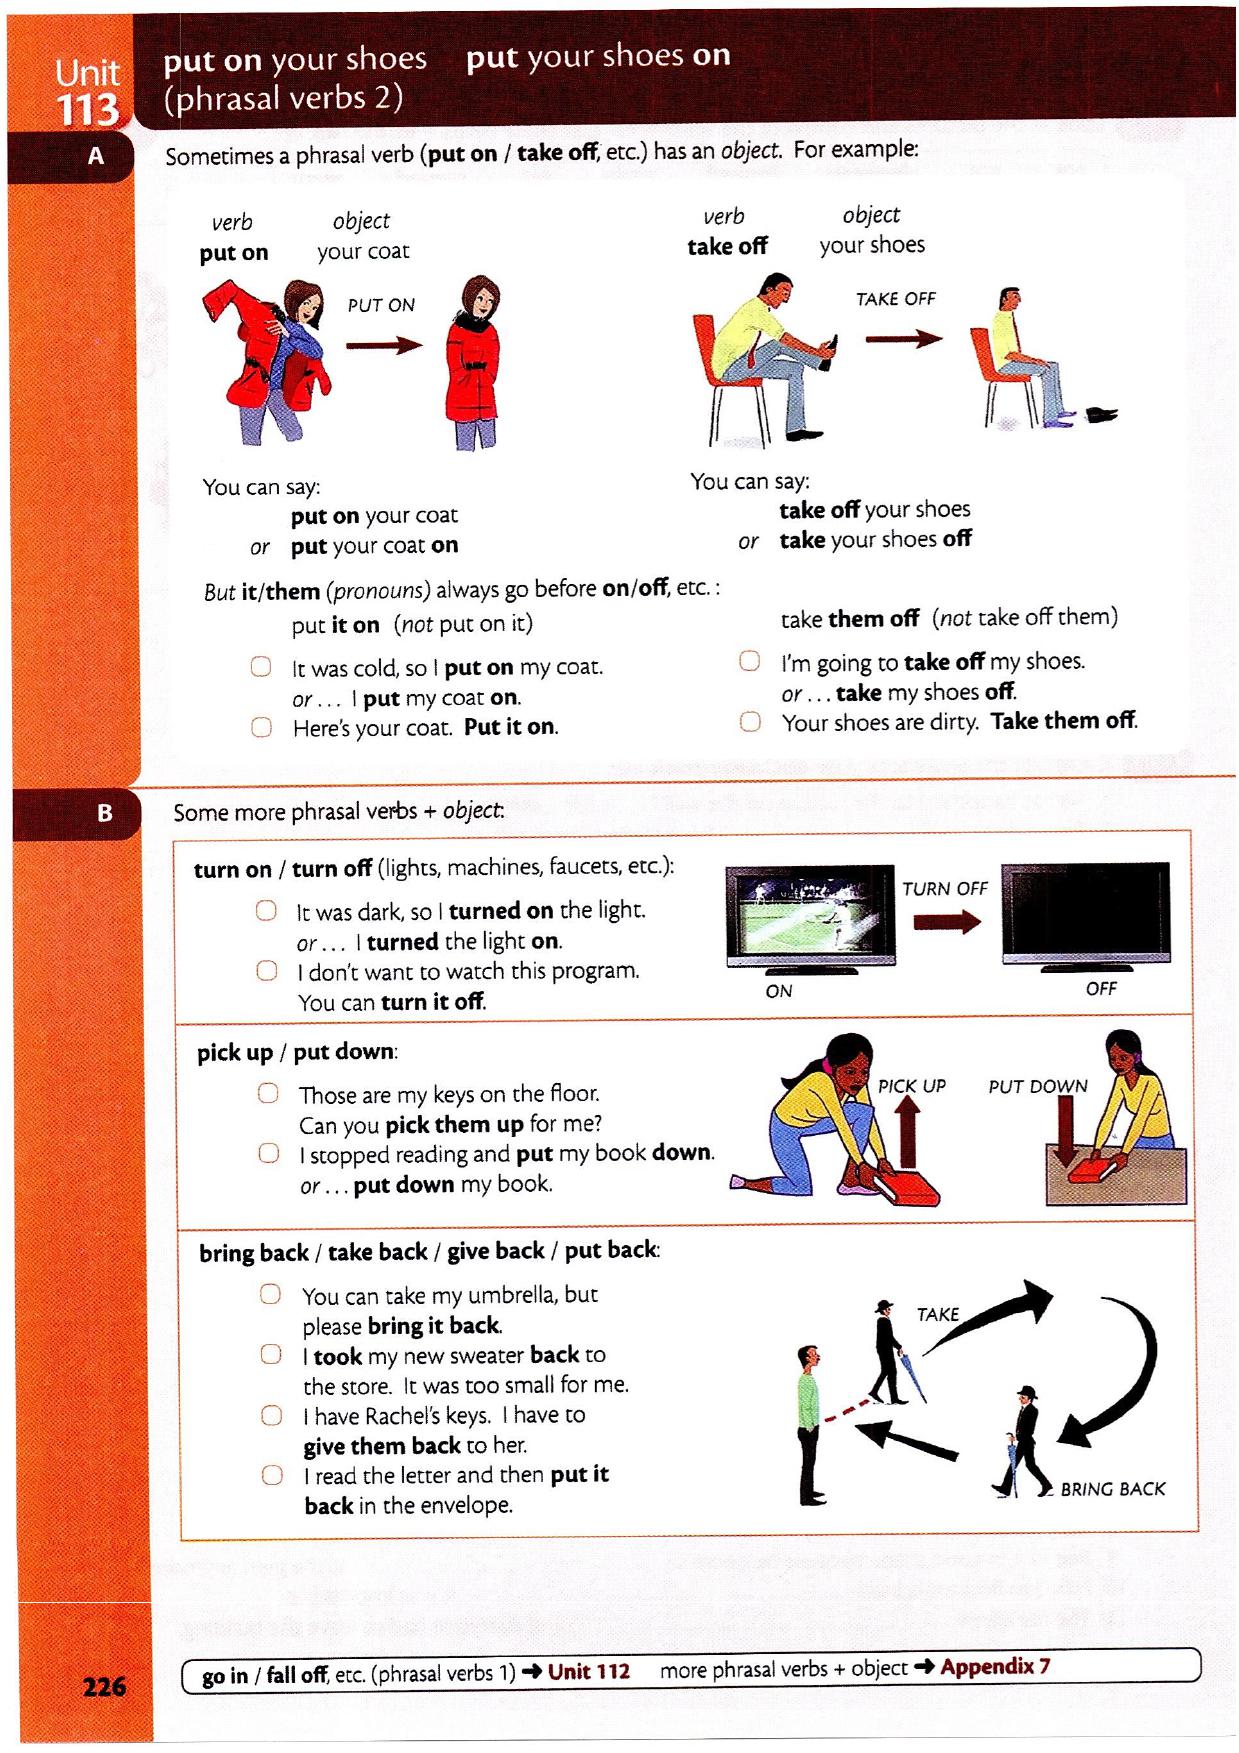 Unit
113
put on your shoes put your shoes on
(phrasal verbs 2)
A
Sometimes a phrasal verb (put on / take off, etc.) has an object. For example:
verb object
put on your coat
PUT ON
You can say:
put on your coat
or put your coat on
verb object
take off your shoes
TAKE OFF
You can say:
take off your shoes
or take your shoes off
But it/them (pronouns) always go before on/off, etc. :
put it on (not put on it)
It was cold, so I put on my coat.
or ... I put my coat on.
Here's your coat. Put it on.
take them off (not take off them)
I'm going to take off my shoes.
or ... take my shoes off.
Your shoes are dirty. Take them off.
B
Some more phrasal verbs + object:
turn on / turn off (lights, machines, faucets, etc.):
It was dark, so I turned on the light.
or ... I turned the light on.
I don't want to watch this program.
You can turn it off.
TURN OFF
ON
OFF
pick up / put down:
Those are my keys on the floor.
Can you pick them up for me?
I stopped reading and put my book down.
or ... put down my book.
PICK UP
PUT DOWN
bring back / take back / give back / put back:
You can take my umbrella, but
please bring it back.
I took my new sweater back to
the store. It was too small for me.
I have Rachel's keys. I have to
give them back to her.
I read the letter and then put it
back in the envelope.
TAKE
BRING BACK
226
go in / fall off, etc. (phrasal verbs 1) → Unit 112 more phrasal verbs + object → Appendix 7